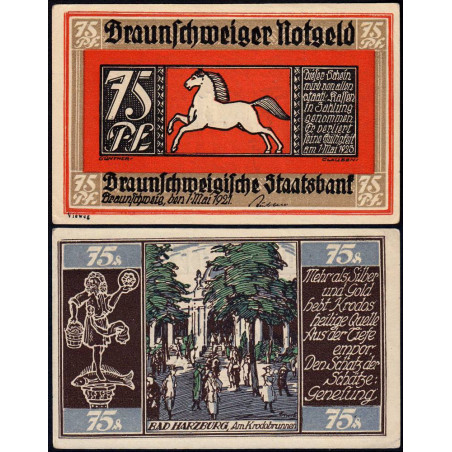 75 Pf. 75 Pf.
Braunschweiger Notgeld
75
Pf.
Dieser Schein
wird von allen
staatl. Kassen
in Zahlung
genommen.
Er verliert
seine Gültigkeit
am 1. Mai 1923
GÜNTHER
CLAUSEN
Braunschweigische Staatsbank
Braunschweig, den 1. Mai 1921.
75 Pf. 75 Pf.
Vieweg
75 ₰ 75 ₰
Mehr als Silber
und Gold
hebt Krodos
heilige Quelle
Aus der Tiefe
empor:
Den Schatz der
Schätze:
Genesung.
75 ₰ 75 ₰
BAD HARZBURG, Am Krodobrunnen